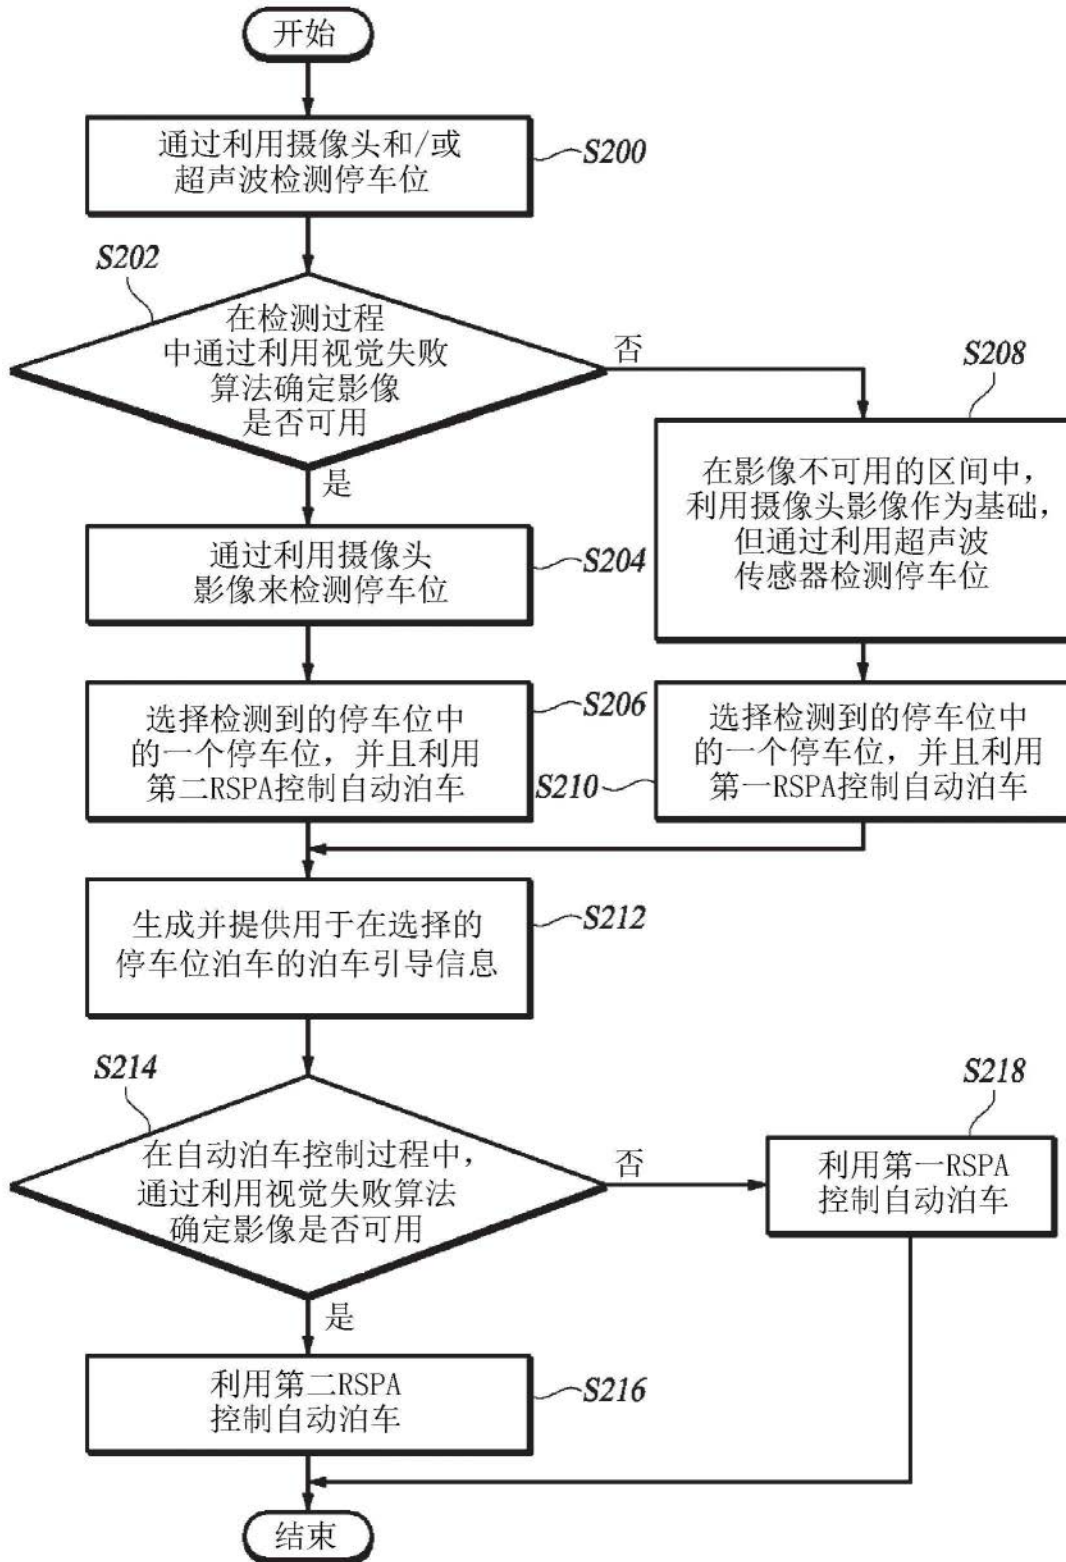 开始
通过利用摄像头和/或
超声波检测停车位
S200
S202
在检测过程
中通过利用视觉失败
算法确定影像
是否可用
否
是
S208
在影像不可用的区间中，
利用摄像头影像作为基础，
但通过利用超声波
传感器检测停车位
通过利用摄像头
影像来检测停车位
S204
选择检测到的停车位中
的一个停车位，并且利用
第二RSPA控制自动泊车
S206
S210
选择检测到的停车位中
的一个停车位，并且利用
第一RSPA控制自动泊车
生成并提供用于在选择的
停车位泊车的泊车引导信息
S212
S214
在自动泊车控制过程中，
通过利用视觉失败算法
确定影像是否可用
否
是
S218
利用第一RSPA
控制自动泊车
利用第二RSPA
控制自动泊车
S216
结束